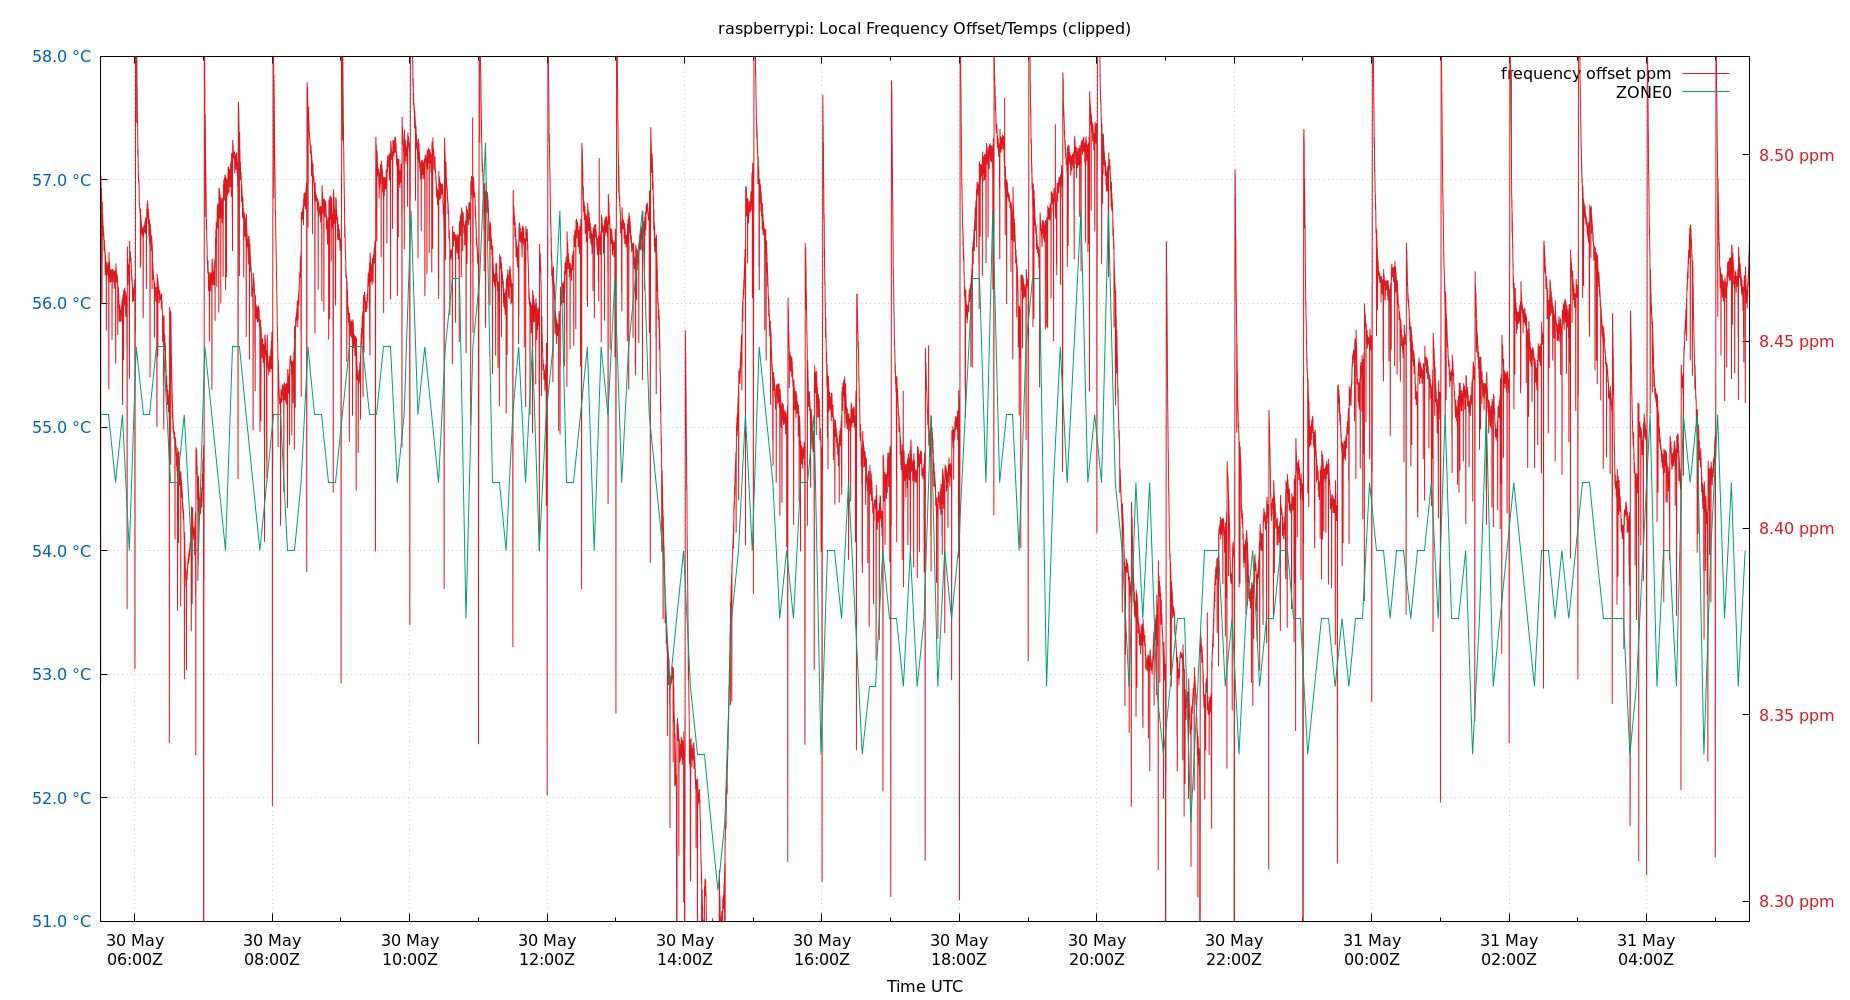 raspberrypi: Local Frequency Offset/Temps (clipped)
58.0 °C
57.0 °C
56.0 °C
55.0 °C
54.0 °C
53.0 °C
52.0 °C
51.0 °C
frequency offset ppm
ZONE0
8.50 ppm
8.45 ppm
8.40 ppm
8.35 ppm
8.30 ppm
30 May 30 May 30 May 30 May 30 May 30 May 30 May 30 May 30 May 31 May 31 May 31 May
06:00Z 08:00Z 10:00Z 12:00Z 14:00Z 16:00Z 18:00Z 20:00Z 22:00Z 00:00Z 02:00Z 04:00Z
Time UTC